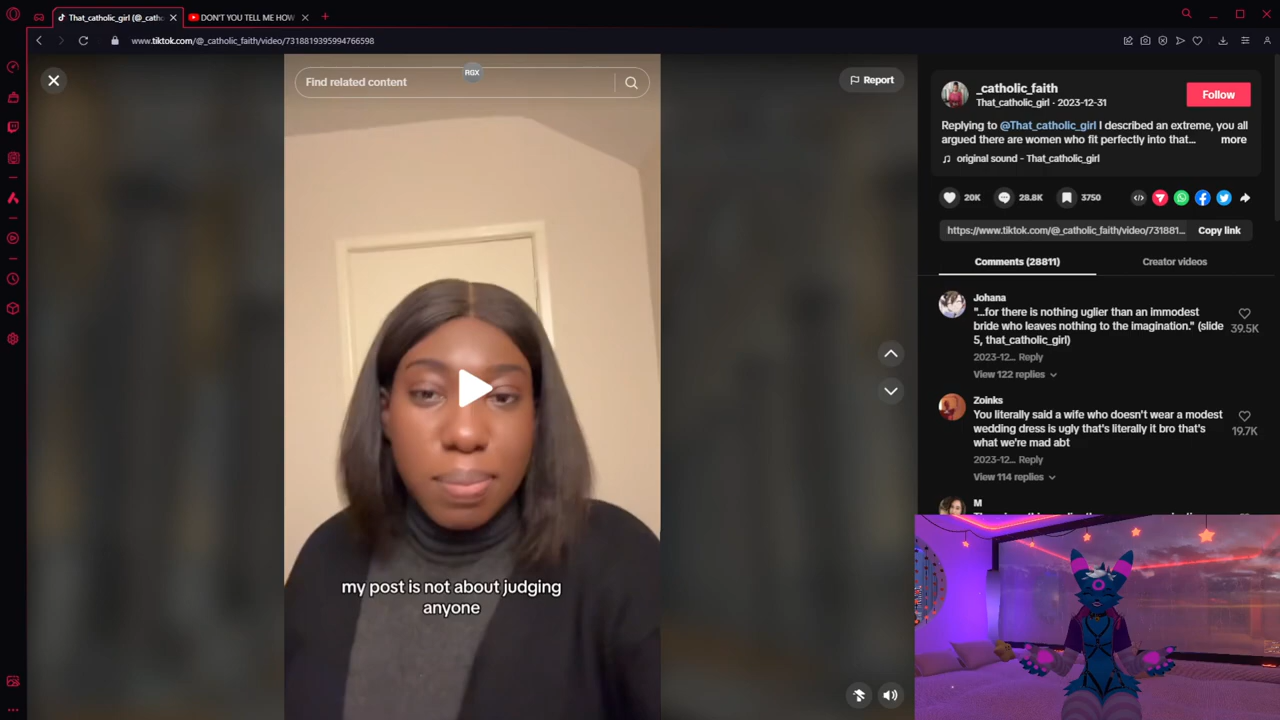 That_catholic_girl (@_catho
DON'T YOU TELL ME HOW
www.tiktok.com/@_catholic_faith/video/7318819395994766598
Find related content
RGX
Report
my post is not about judging
anyone
_catholic_faith
That_catholic_girl · 2023-12-31
Follow
Replying to @That_catholic_girl I described an extreme, you all
argued there are women who fit perfectly into that... more
original sound - That_catholic_girl
20K 28.8K 3750
https://www.tiktok.com/@_catholic_faith/video/731881... Copy link
Comments (28811) Creator videos
Johana
"...for there is nothing uglier than an immodest
bride who leaves nothing to the imagination." (slide
5, that_catholic_girl)
39.5K
2023-12... Reply
View 122 replies
Zoinks
You literally said a wife who doesn't wear a modest
wedding dress is ugly that's literally it bro that's
what we're mad abt
19.7K
2023-12... Reply
View 114 replies
M